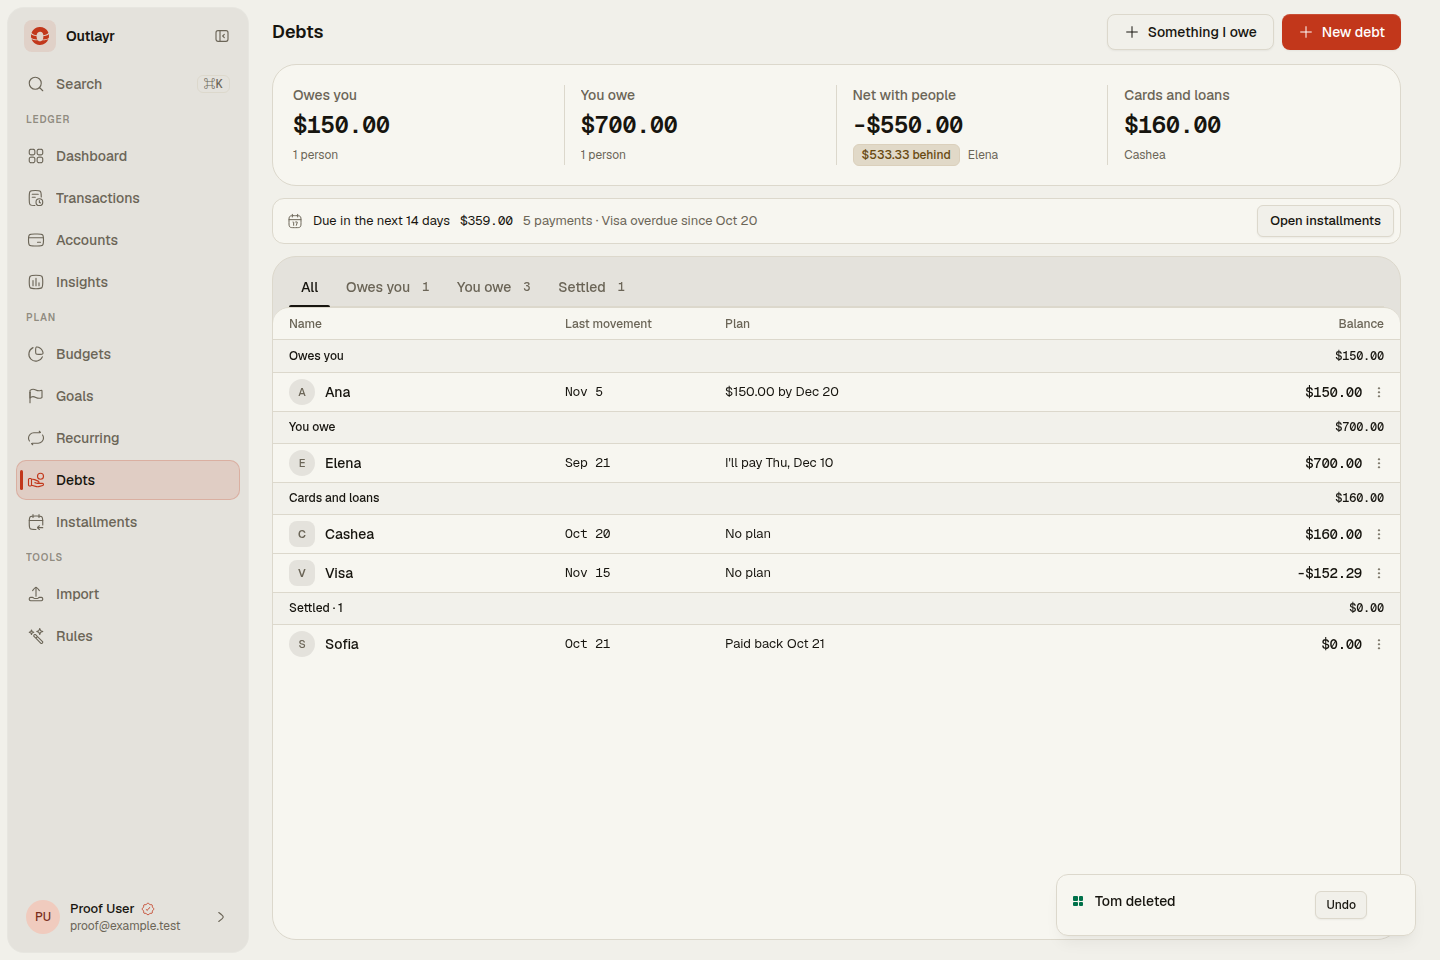 Outlayr
Search ⌘K
LEDGER
Dashboard
Transactions
Accounts
Insights
PLAN
Budgets
Goals
Recurring
Debts
Installments
TOOLS
Import
Rules
PU Proof User
proof@example.test
Debts
Something I owe
New debt
Owes you
$150.00
1 person
You owe
$700.00
1 person
Net with people
-$550.00
$533.33 behind Elena
Cards and loans
$160.00
Cashea
Due in the next 14 days $359.00 5 payments · Visa overdue since Oct 20
Open installments
All Owes you 1 You owe 3 Settled 1
Name Last movement Plan Balance
Owes you $150.00
A Ana Nov 5 $150.00 by Dec 20 $150.00
You owe $700.00
E Elena Sep 21 I'll pay Thu, Dec 10 $700.00
Cards and loans $160.00
C Cashea Oct 20 No plan $160.00
V Visa Nov 15 No plan -$152.29
Settled · 1 $0.00
S Sofia Oct 21 Paid back Oct 21 $0.00
Tom deleted Undo